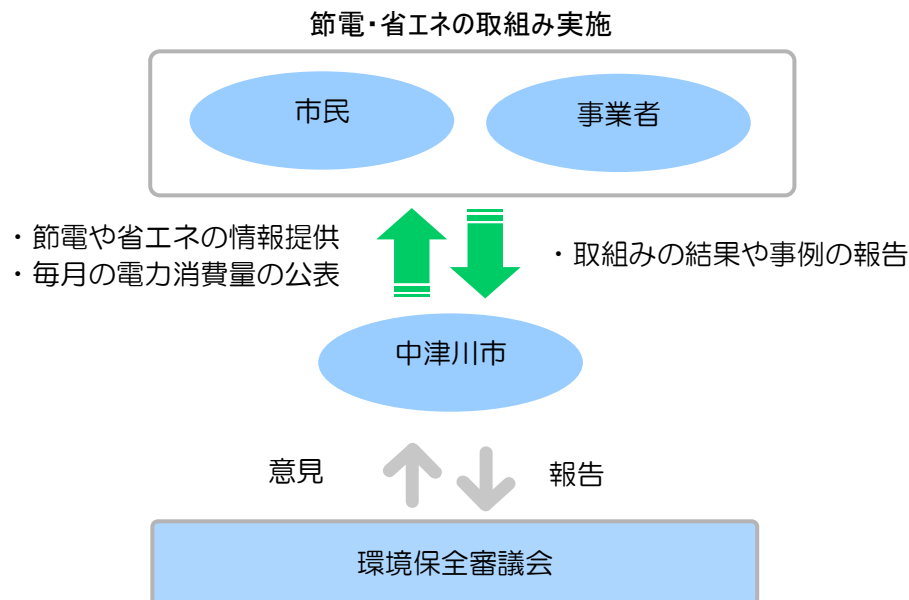 節電・省エネの取組み実施
市民
事業者
・節電や省エネの情報提供
・毎月の電力消費量の公表
・取組みの結果や事例の報告
中津川市
意見
報告
環境保全審議会